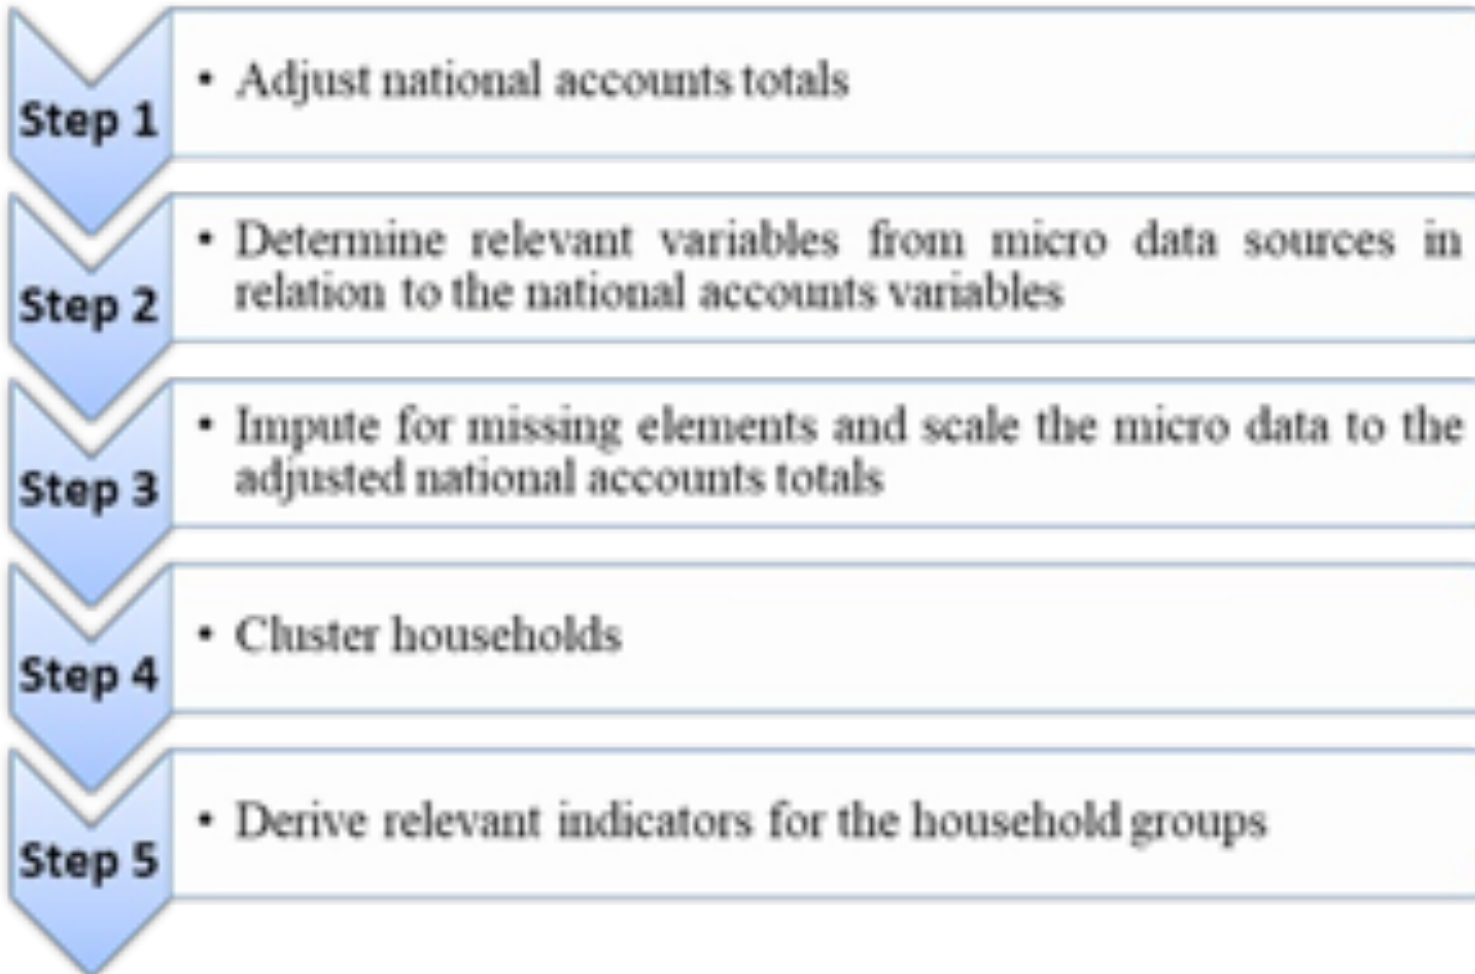 Step 1
• Adjust national accounts totals
Step 2
• Determine relevant variables from micro data sources in
relation to the national accounts variables
Step 3
• Impute for missing elements and scale the micro data to the
adjusted national accounts totals
Step 4
• Cluster households
Step 5
• Derive relevant indicators for the household groups